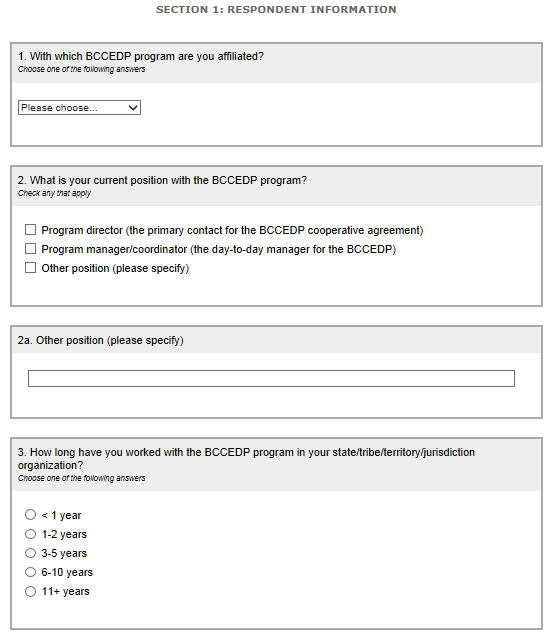 SECTION 1: RESPONDENT INFORMATION
1. With which BCCEDP program are you affiliated?
Choose one of the following answers
Please choose...
2. What is your current position with the BCCEDP program?
Check any that apply
Program director (the primary contact for the BCCEDP cooperative agreement)
Program manager/coordinator (the day-to-day manager for the BCCEDP)
Other position (please specify)
2a. Other position (please specify)
3. How long have you worked with the BCCEDP program in your state/tribe/territory/jurisdiction
organization?
Choose one of the following answers
< 1 year
1-2 years
3-5 years
6-10 years
11+ years